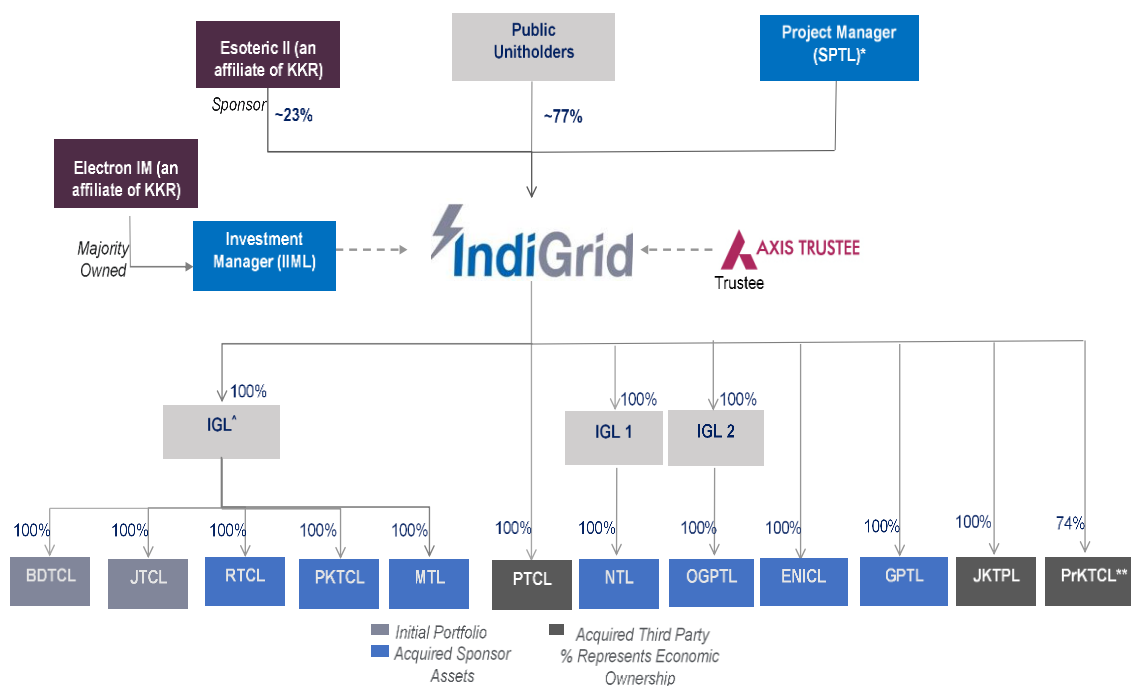 Esoteric II (an
affiliate of KKR)
Public
Unitholders
Project Manager
(SPTL)*
Sponsor
~23%
~77%
Electron IM (an
affiliate of KKR)
Majority
Owned
Investment
Manager (IIML)
IndiGrid
AXIS TRUSTEE
Trustee
100%
100%
100%
IGL^
IGL 1
IGL 2
100%
100%
100%
100%
100%
100%
100%
100%
100%
100%
100%
74%
BDTCL
JTCL
RTCL
PKTCL
MTL
PTCL
NTL
OGPTL
ENICL
GPTL
JKTPL
PrKTCL**
Initial Portfolio
Acquired Sponsor
Assets
Acquired Third Party
% Represents Economic
Ownership